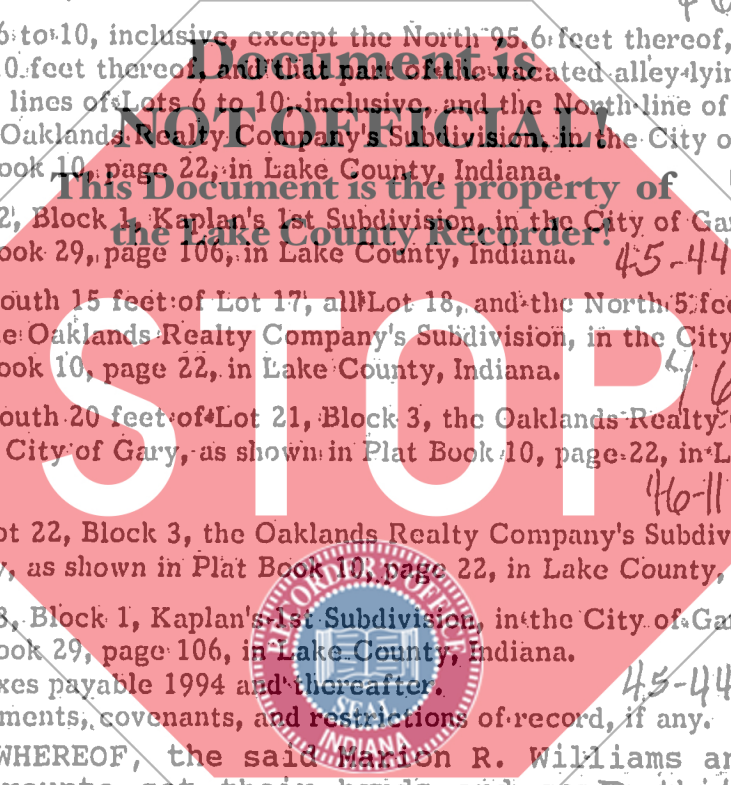 6 to 10, inclusive, except the North 95.6 feet thereof,
0 feet thereof, and that part of the vacated alley lyin
Document is
lines of Lots 6 to 10, inclusive, and the North line of
NOT OFFICIAL!
Oaklands Realty Company's Subdivision, in the City o
ook 10, page 22, in Lake County, Indiana.
This Document is the property of
2, Block 1, Kaplan's 1st Subdivision, in the City of Ga
the Lake County Recorder!
ook 29, page 106, in Lake County, Indiana.
45-44
outh 15 feet of Lot 17, all Lot 18, and the North 5 fee
e Oaklands Realty Company's Subdivision, in the City
ook 10, page 22, in Lake County, Indiana.
STOP
outh 20 feet of Lot 21, Block 3, the Oaklands Realty
City of Gary, as shown in Plat Book 10, page 22, in L
46-11
ot 22, Block 3, the Oaklands Realty Company's Subdiv
y, as shown in Plat Book 10, page 22, in Lake County,
RECORDER'S OFFICE
3, Block 1, Kaplan's 1st Subdivision, in the City of Ga
ook 29, page 106, in Lake County, Indiana.
xes payable 1994 and thereafter.
45-44
SEAL
ments, covenants, and restrictions of record, if any.
INDIANA
WHEREOF, the said Marion R. Williams an